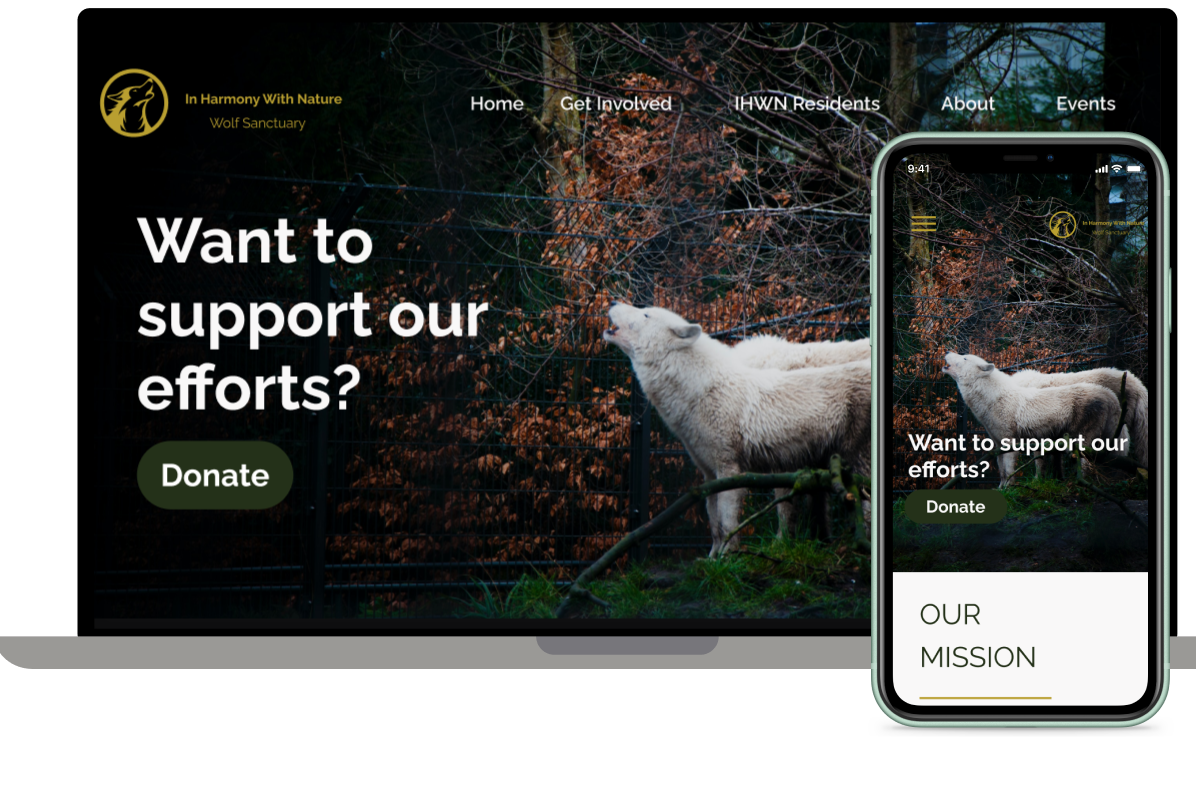 In Harmony With Nature
Wolf Sanctuary
Home Get Involved IHWN Residents About Events
Want to
support our
efforts?
Donate
9:41
In Harmony With Nature
Wolf Sanctuary
Want to support our
efforts?
Donate
OUR
MISSION